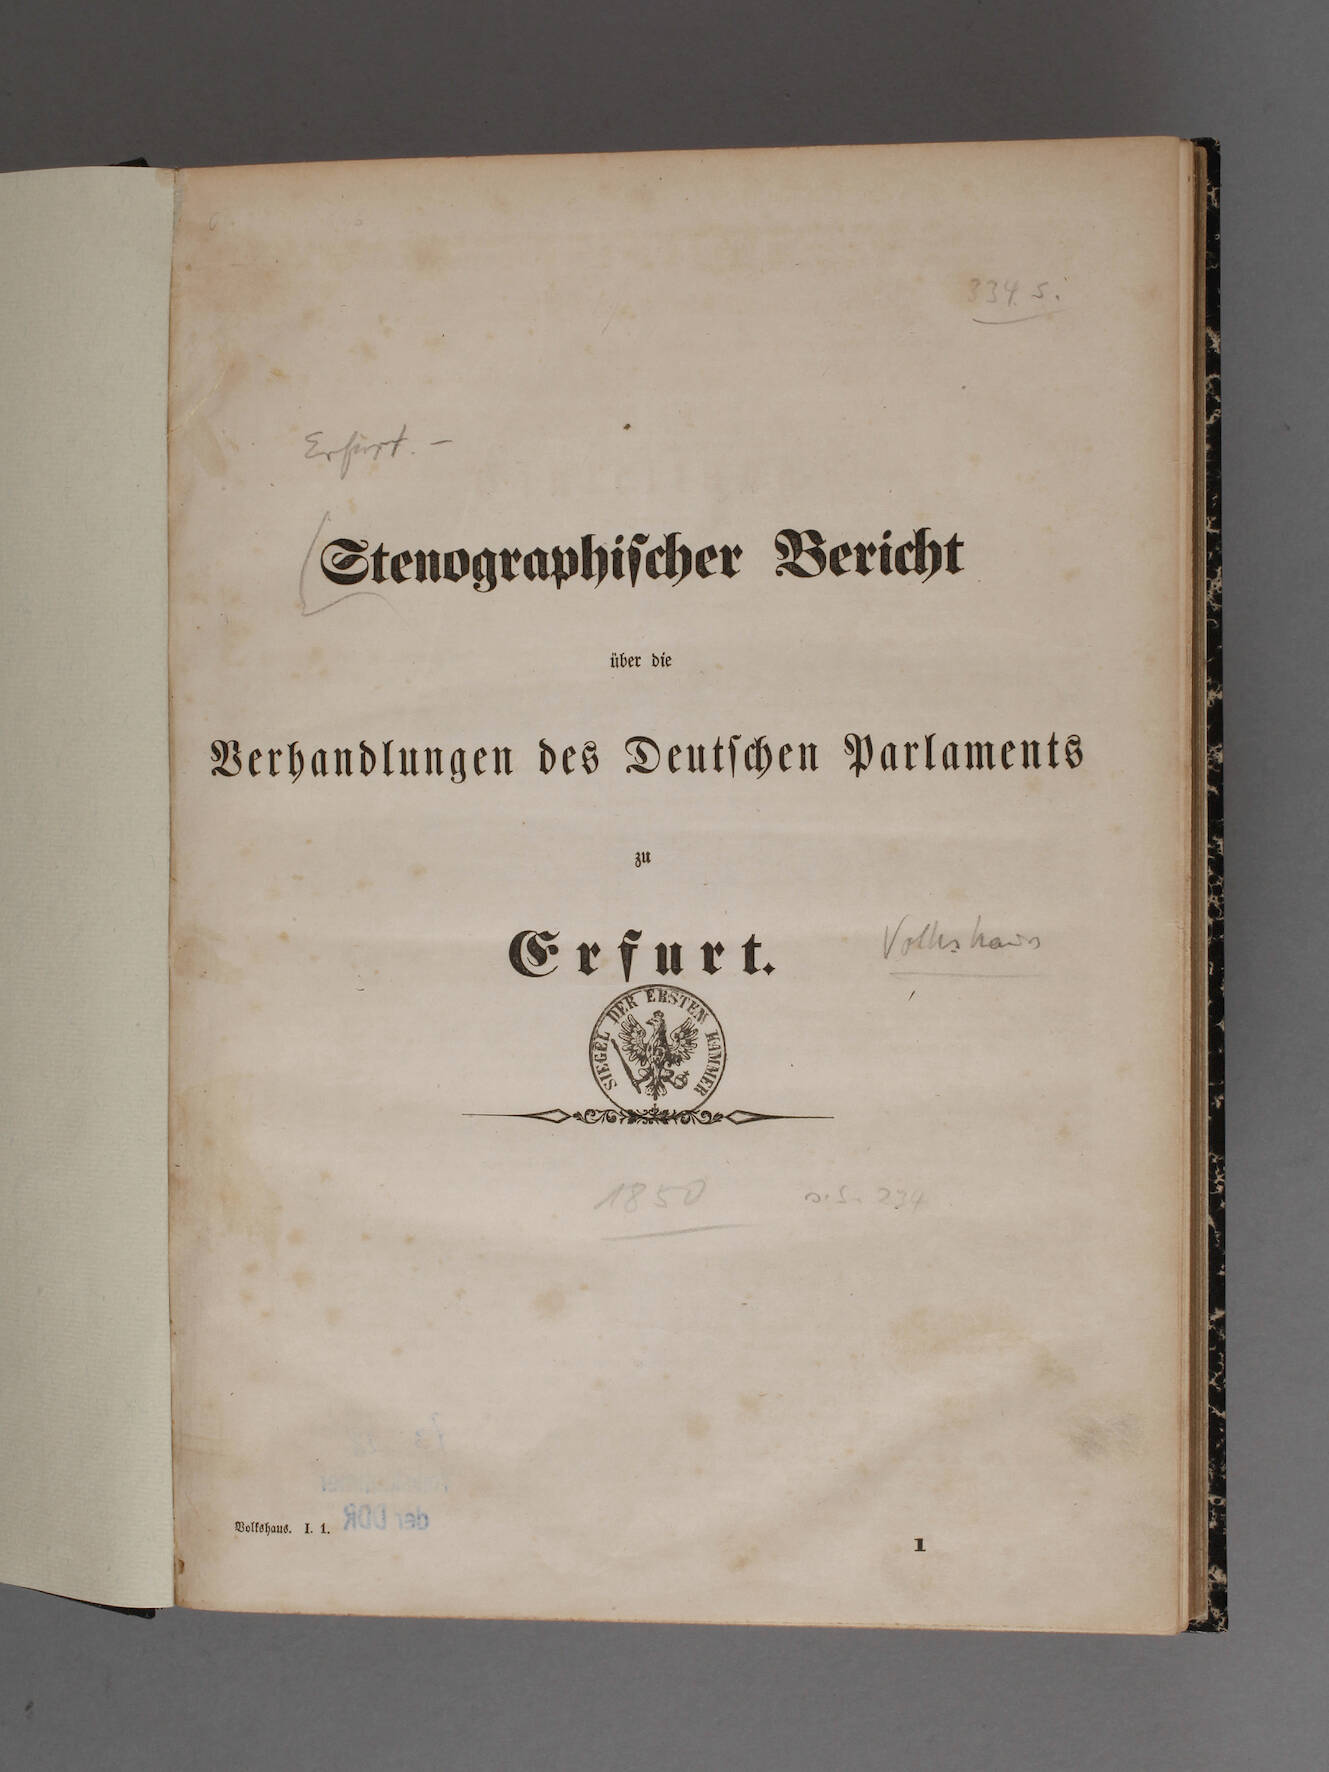 334 S.
Erfurt. –
Stenographischer Bericht
über die
Verhandlungen des Deutschen Parlaments
zu
Erfurt.
Volkshaus
SIEGEL DER ERSTEN KAMMER
1850
234
der DDR
Volkshaus. I. 1.
1